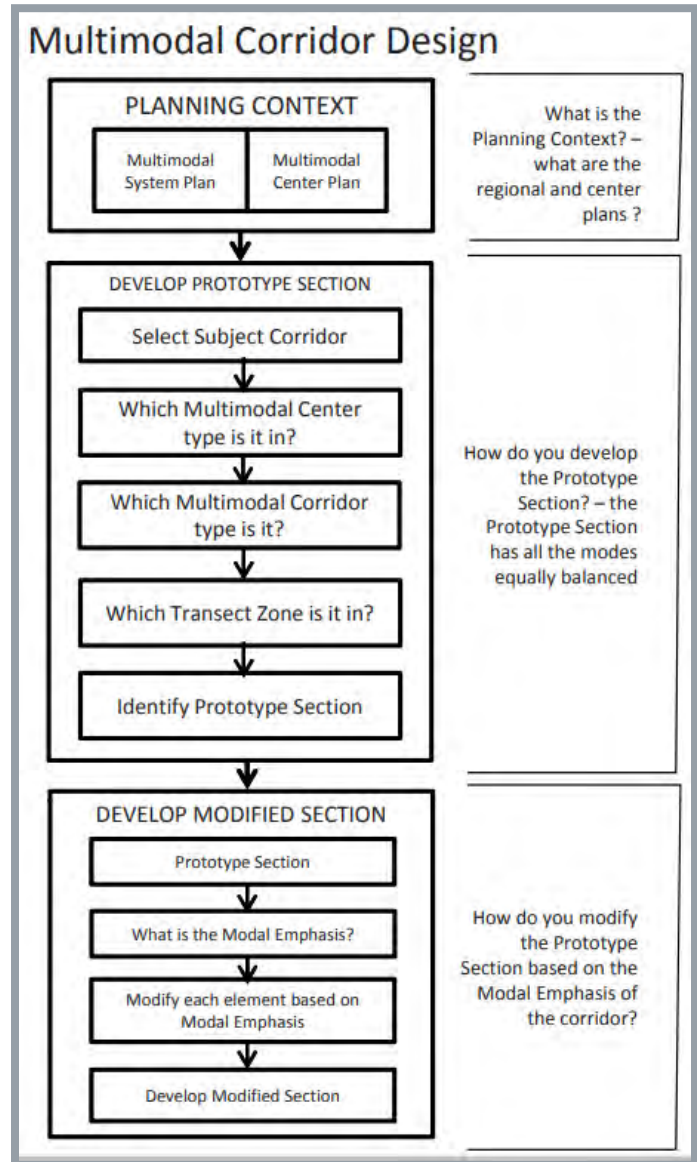 Multimodal Corridor Design
PLANNING CONTEXT
Multimodal
System Plan
Multimodal
Center Plan
What is the
Planning Context? –
what are the
regional and center
plans ?
DEVELOP PROTOTYPE SECTION
Select Subject Corridor
Which Multimodal Center
type is it in?
Which Multimodal Corridor
type is it?
Which Transect Zone is it in?
Identify Prototype Section
How do you develop
the Prototype
Section? – the
Prototype Section
has all the modes
equally balanced
DEVELOP MODIFIED SECTION
Prototype Section
What is the Modal Emphasis?
Modify each element based on
Modal Emphasis
Develop Modified Section
How do you modify
the Prototype
Section based on the
Modal Emphasis of
the corridor?